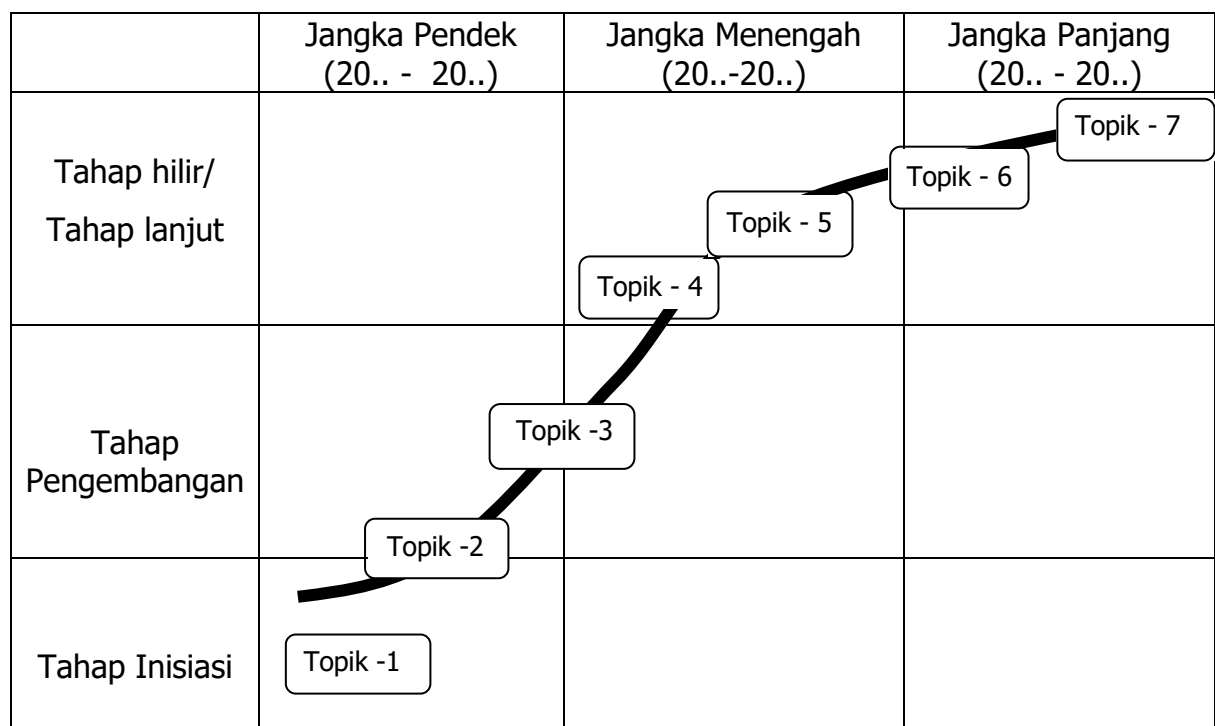 Jangka Pendek
(20.. -  20..)
Jangka Menengah
(20..-20..)
Jangka Panjang
(20.. - 20..)
Tahap hilir/
Tahap lanjut
Topik - 7
Topik - 6
Topik - 5
Topik - 4
Tahap
Pengembangan
Topik -3
Topik -2
Tahap Inisiasi
Topik -1